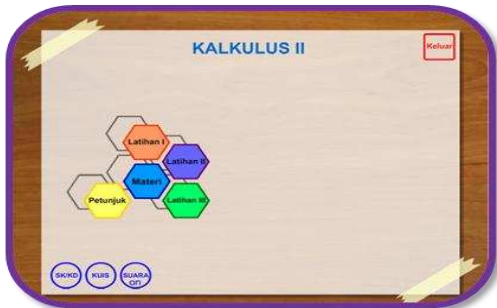 KALKULUS II
Keluar
Latihan I
Latihan II
Materi
Petunjuk
Latihan III
SK/KD
KUIS
SUARA
on